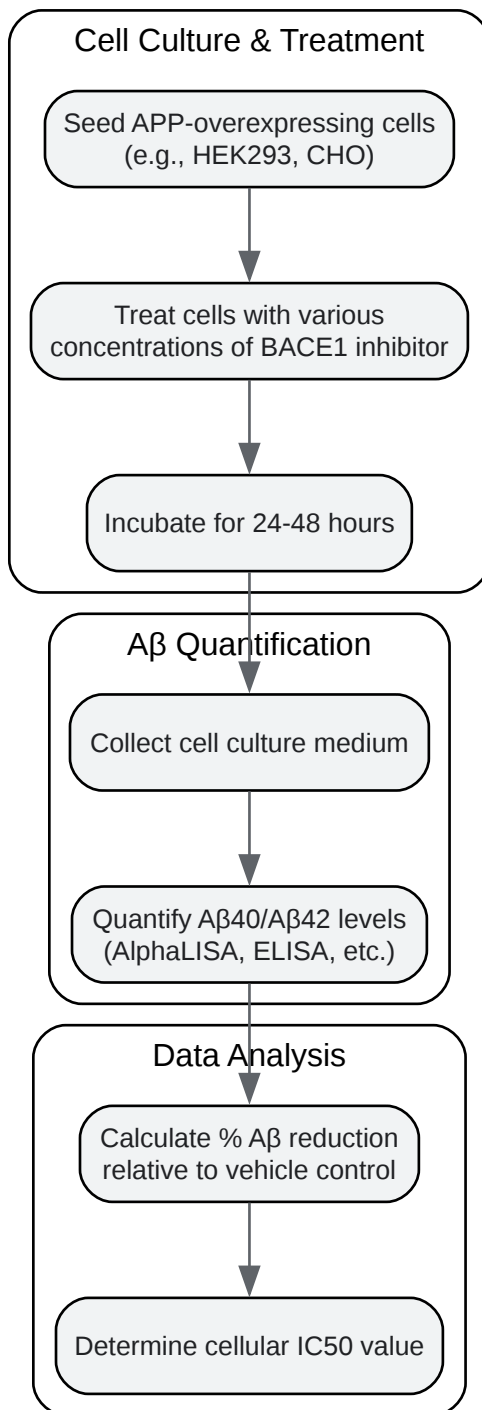 Cell Culture & Treatment
Seed APP-overexpressing cells
(e.g., HEK293, CHO)
Treat cells with various
concentrations of BACE1 inhibitor
Incubate for 24-48 hours
Aβ Quantification
Collect cell culture medium
Quantify Aβ40/Aβ42 levels
(AlphaLISA, ELISA, etc.)
Data Analysis
Calculate % Aβ reduction
relative to vehicle control
Determine cellular IC50 value